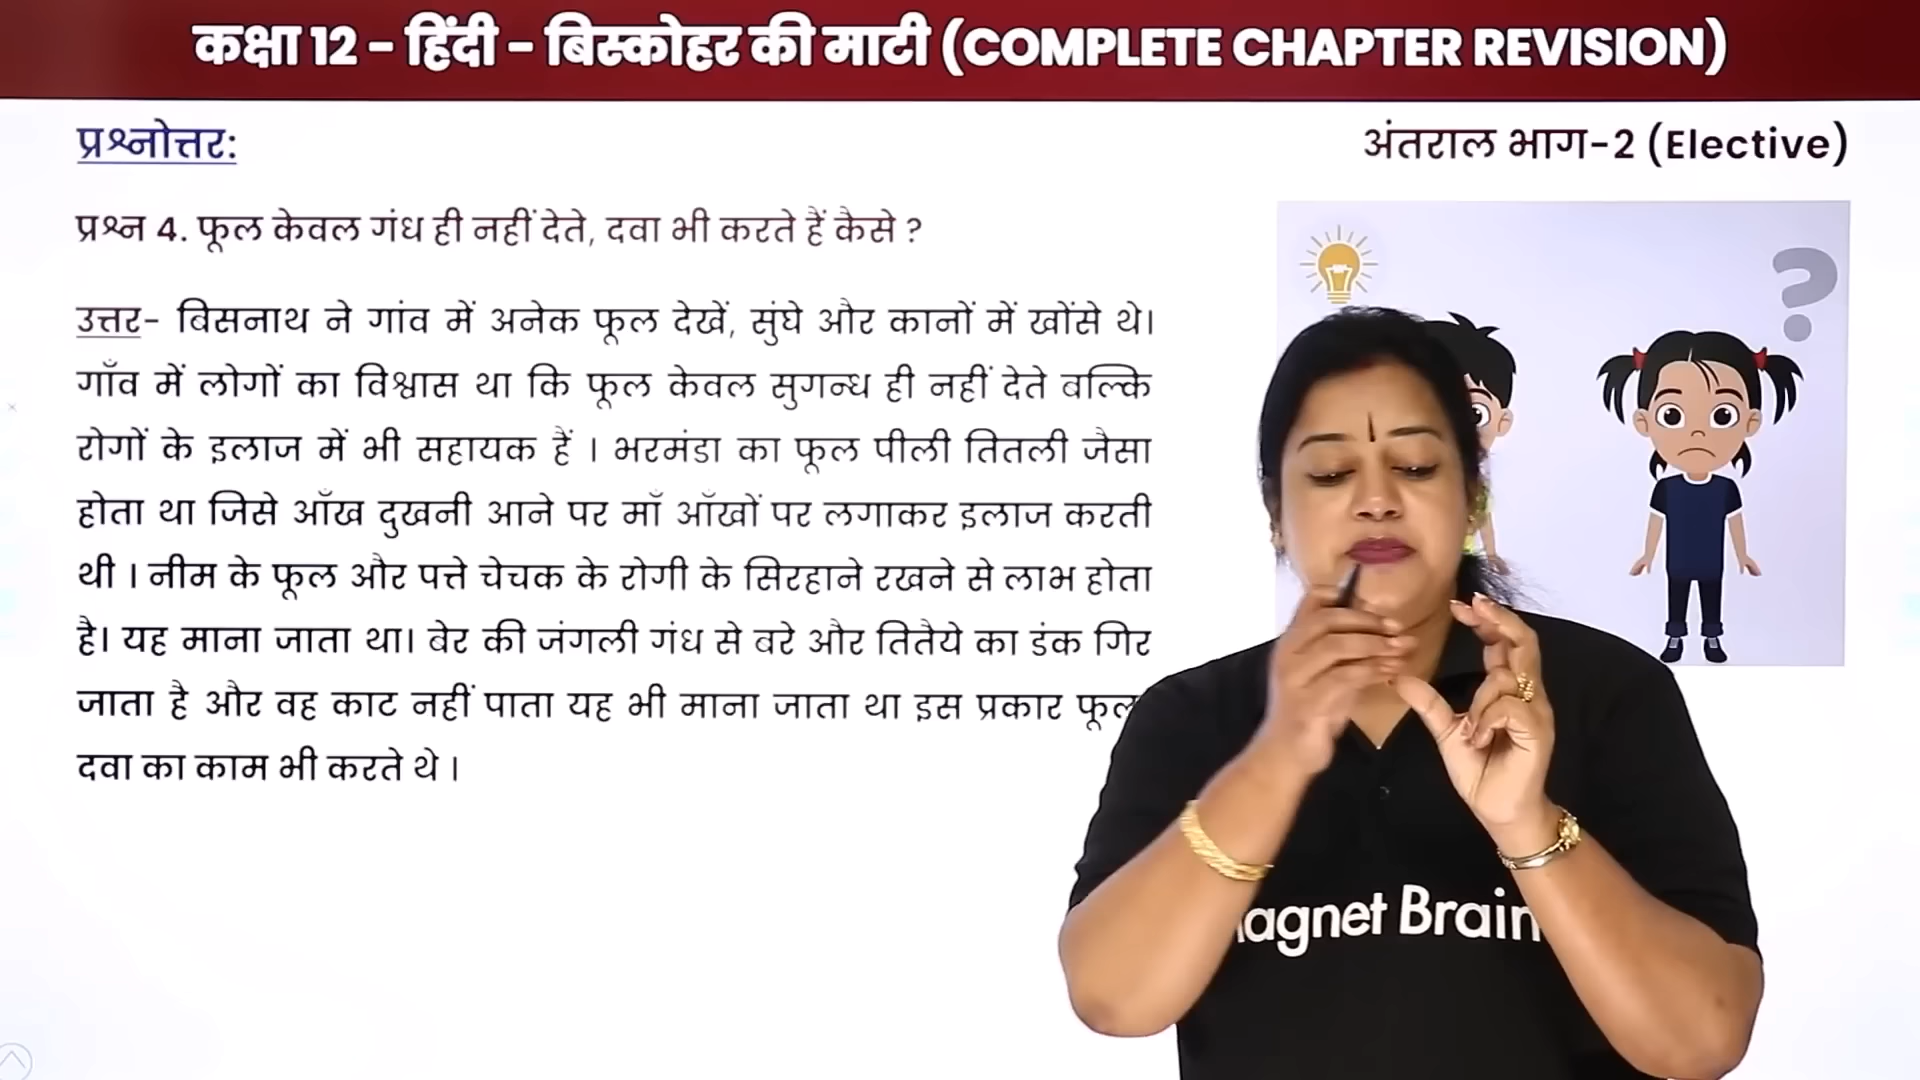 कक्षा 12 - हिंदी - बिस्कोहर की माटी (COMPLETE CHAPTER REVISION)
प्रश्नोत्तर:
अंतराल भाग-2 (Elective)
प्रश्न 4. फूल केवल गंध ही नहीं देते, दवा भी करते हैं कैसे ?
?
उत्तर- बिसनाथ ने गांव में अनेक फूल देखें, सुंघे और कानों में खोंसे थे।
गाँव में लोगों का विश्वास था कि फूल केवल सुगन्ध ही नहीं देते बल्कि
रोगों के इलाज में भी सहायक हैं । भरमंडा का फूल पीली तितली जैसा
होता था जिसे आँख दुखनी आने पर माँ आँखों पर लगाकर इलाज करती
थी । नीम के फूल और पत्ते चेचक के रोगी के सिरहाने रखने से लाभ होता
है। यह माना जाता था। बेर की जंगली गंध से बरे और तितैये का डंक गिर
जाता है और वह काट नहीं पाता यह भी माना जाता था इस प्रकार फूल
दवा का काम भी करते थे ।
agnet Brain